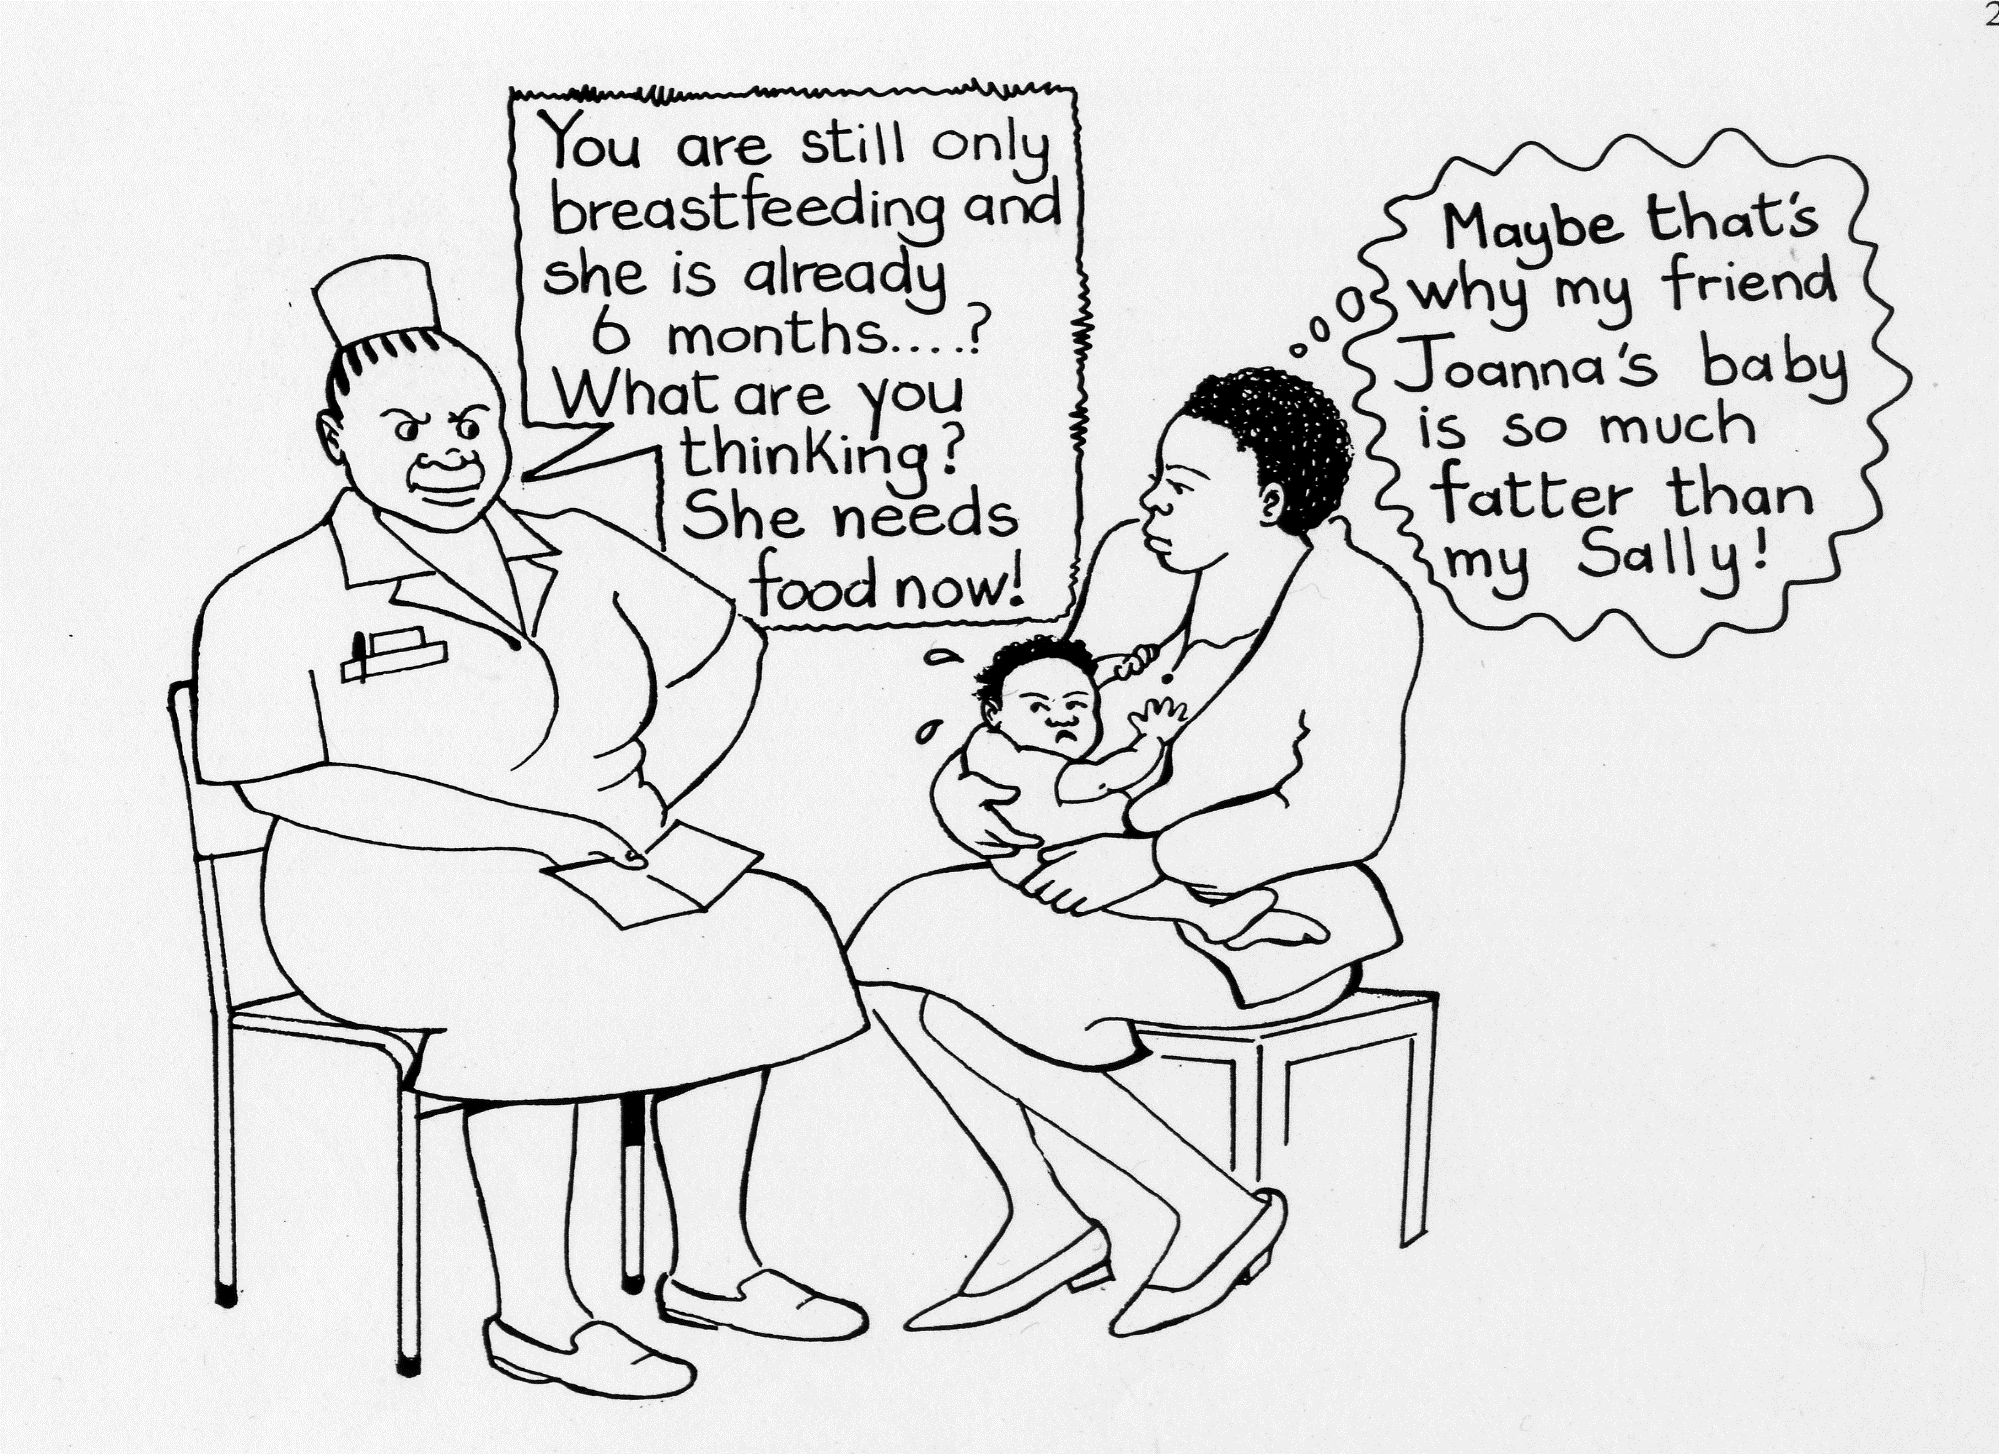 2
You are still only
breastfeeding and
she is already
6 months....?
What are you
thinking?
She needs
food now!
Maybe that's
why my friend
Joanna's baby
is so much
fatter than
my Sally!